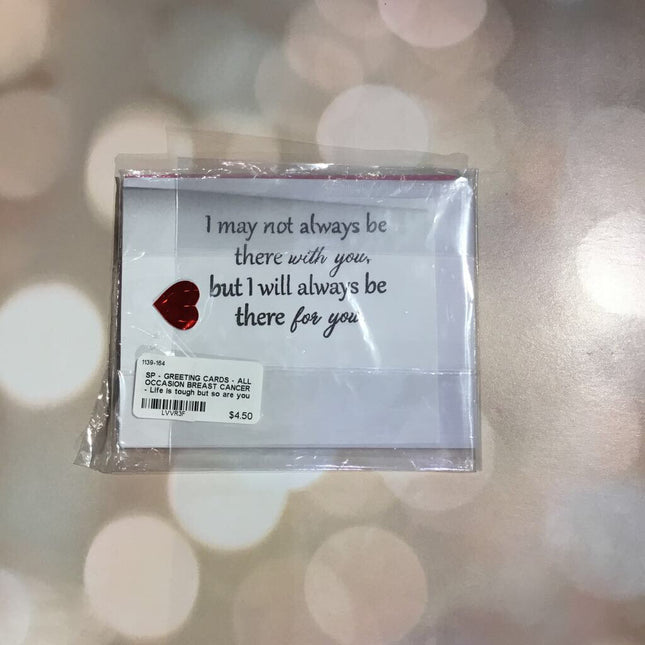 I may not always be
there with you,
but I will always be
there for you
1139-164
SP - GREETING CARDS - ALL
OCCASION BREAST CANCER
- Life is tough but so are you
LVVR3F
$4.50